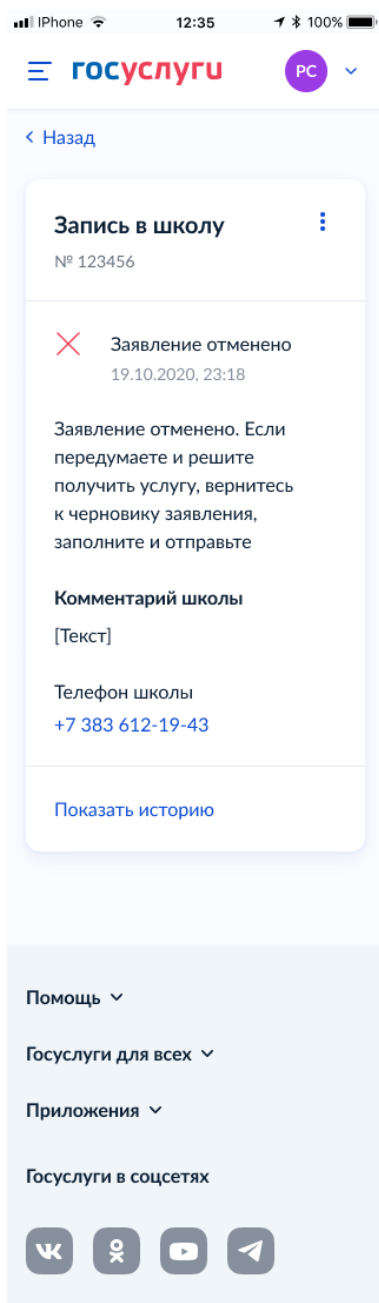 iPhone 12:35 100%
госуслуги РС
Назад
Запись в школу
№ 123456
Заявление отменено
19.10.2020, 23:18
Заявление отменено. Если
передумаете и решите
получить услугу, вернитесь
к черновику заявления,
заполните и отправьте
Комментарий школы
[Текст]
Телефон школы
+7 383 612-19-43
Показать историю
Помощь
Госуслуги для всех
Приложения
Госуслуги в соцсетях